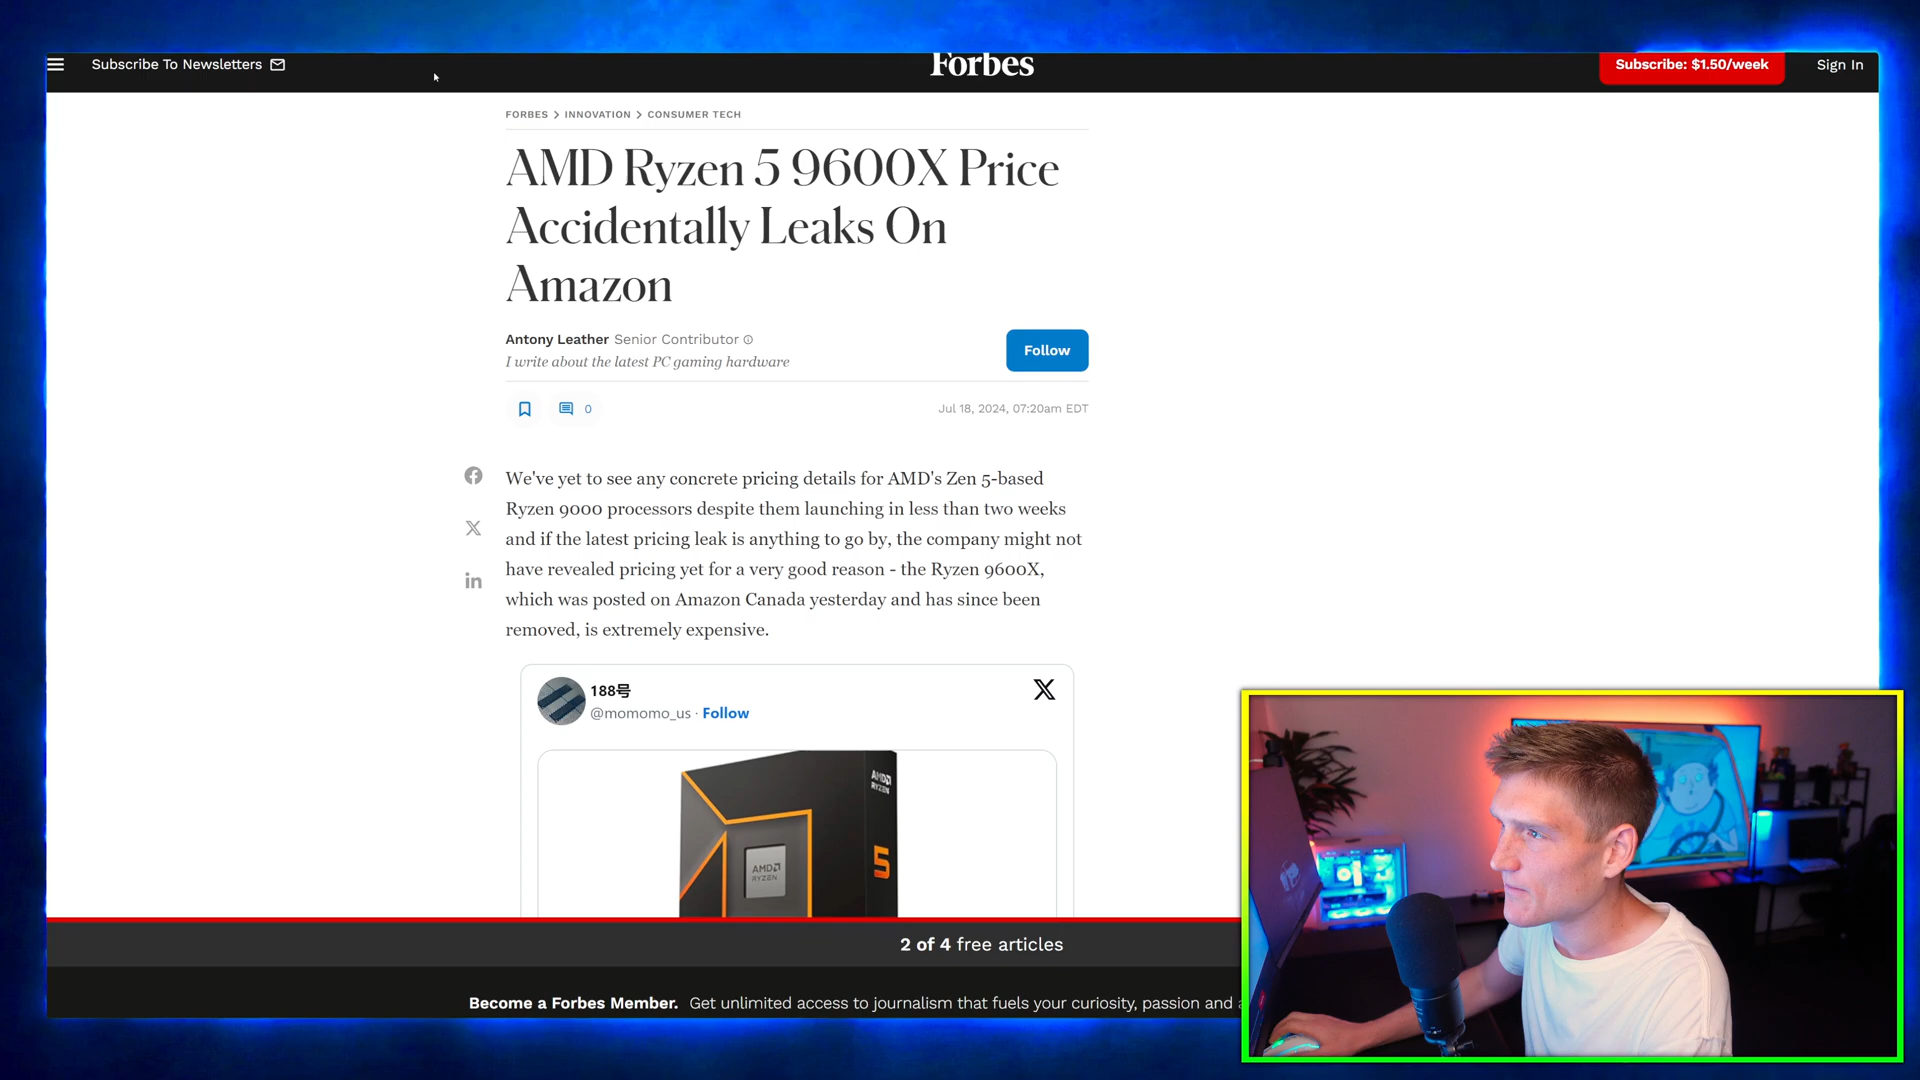 Subscribe To Newsletters
Forbes
Subscribe: $1.50/week
Sign In
FORBES > INNOVATION > CONSUMER TECH
AMD Ryzen 5 9600X Price
Accidentally Leaks On
Amazon
Antony Leather Senior Contributor
I write about the latest PC gaming hardware
Follow
0
Jul 18, 2024, 07:20am EDT
We've yet to see any concrete pricing details for AMD's Zen 5-based
Ryzen 9000 processors despite them launching in less than two weeks
and if the latest pricing leak is anything to go by, the company might not
have revealed pricing yet for a very good reason - the Ryzen 9600X,
which was posted on Amazon Canada yesterday and has since been
removed, is extremely expensive.
188号
@momomo_us · Follow
AMD
RYZEN
5
AMD
RYZEN
2 of 4 free articles
Become a Forbes Member. Get unlimited access to journalism that fuels your curiosity, passion and